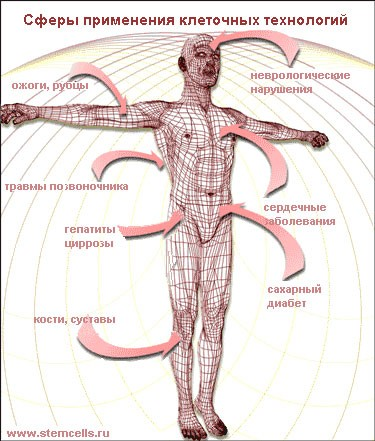 Сферы применения клеточных технологий
ожоги, рубцы
неврологические
нарушения
травмы позвоночника
сердечные
заболевания
гепатиты
циррозы
сахарный
диабет
кости, суставы
www.stemcells.ru